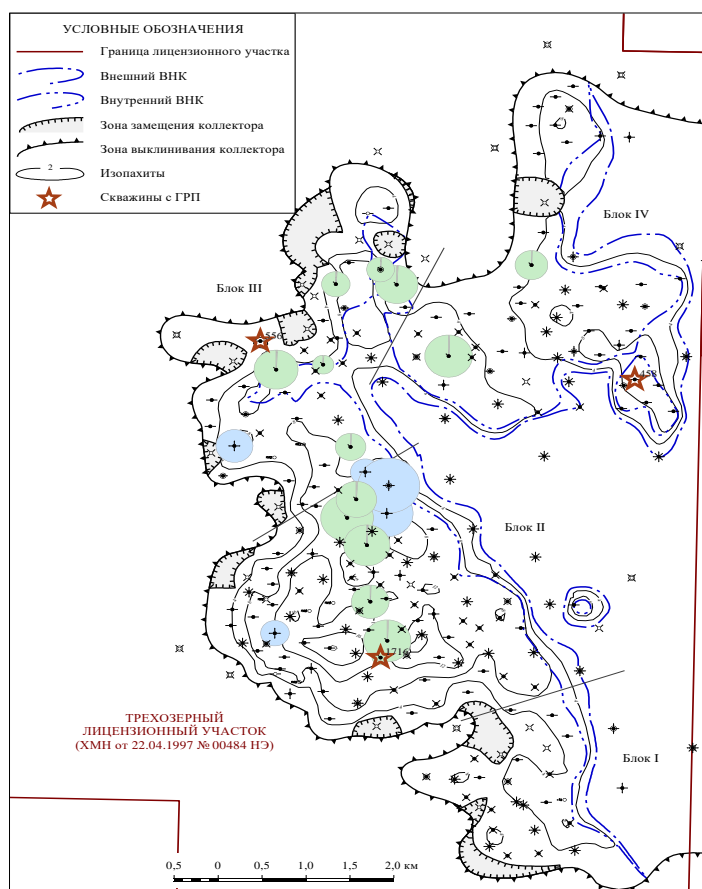 УСЛОВНЫЕ ОБОЗНАЧЕНИЯ
Граница лицензионного участка
Внешний ВНК
Внутренний ВНК
Зона замещения коллектора
Зона выклинивания коллектора
2
Изопахиты
Скважины с ГРП
Блок IV
Блок III
556
Блок II
1716
ТРЕХОЗЕРНЫЙ
ЛИЦЕНЗИОННЫЙ УЧАСТОК
(ХМН от 22.04.1997 № 00484 НЭ)
Блок I
0,5 0 0,5 1,0 1,5 2,0 км